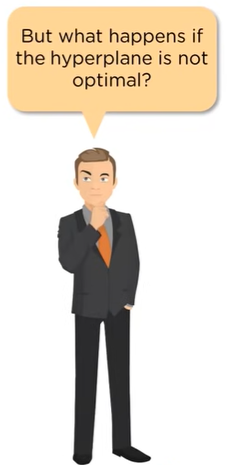 But what happens if
the hyperplane is not
optimal?